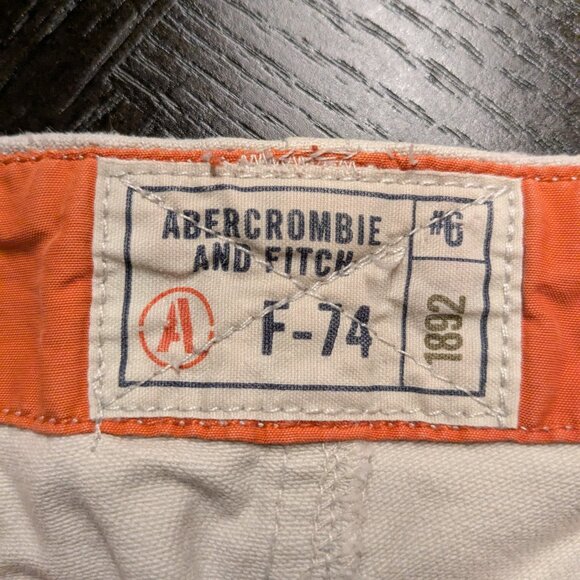 ABERCROMBIE
AND FITCH
A
F-74
#6
1892